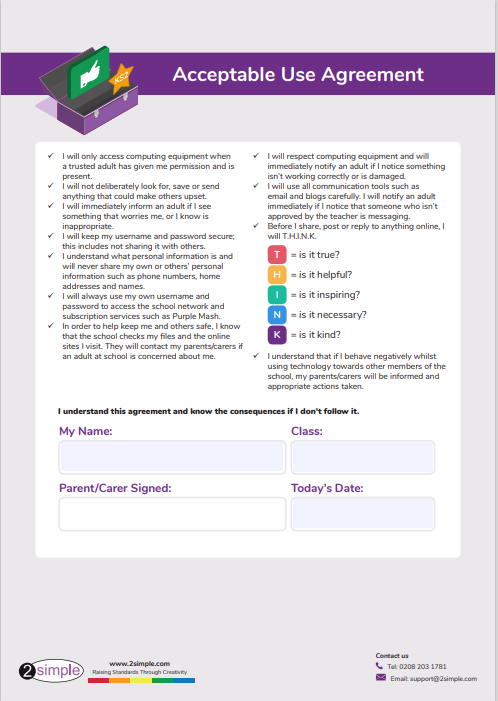 KS2
Acceptable Use Agreement
✓ I will only access computing equipment when
a trusted adult has given me permission and is
present.
✓ I will not deliberately look for, save or send
anything that could make others upset.
✓ I will immediately inform an adult if I see
something that worries me, or I know is
inappropriate.
✓ I will keep my username and password secure;
this includes not sharing it with others.
✓ I understand what personal information is and
will never share my own or others' personal
information such as phone numbers, home
addresses and names.
✓ I will always use my own username and
password to access the school network and
subscription services such as Purple Mash.
✓ In order to help keep me and others safe, I know
that the school checks my files and the online
sites I visit. They will contact my parents/carers if
an adult at school is concerned about me.
✓ I will respect computing equipment and will
immediately notify an adult if I notice something
isn't working correctly or is damaged.
✓ I will use all communication tools such as
email and blogs carefully. I will notify an adult
immediately if I notice that someone who isn't
approved by the teacher is messaging.
✓ Before I share, post or reply to anything online, I
will T.H.I.N.K.
T = is it true?
H = is it helpful?
I = is it inspiring?
N = is it necessary?
K = is it kind?
✓ I understand that if I behave negatively whilst
using technology towards other members of the
school, my parents/carers will be informed and
appropriate actions taken.
I understand this agreement and know the consequences if I don't follow it.
My Name:
Class:
Parent/Carer Signed:
Today's Date:
2simple
www.2simple.com
Raising Standards Through Creativity
Contact us
Tel: 0208 203 1781
Email: support@2simple.com